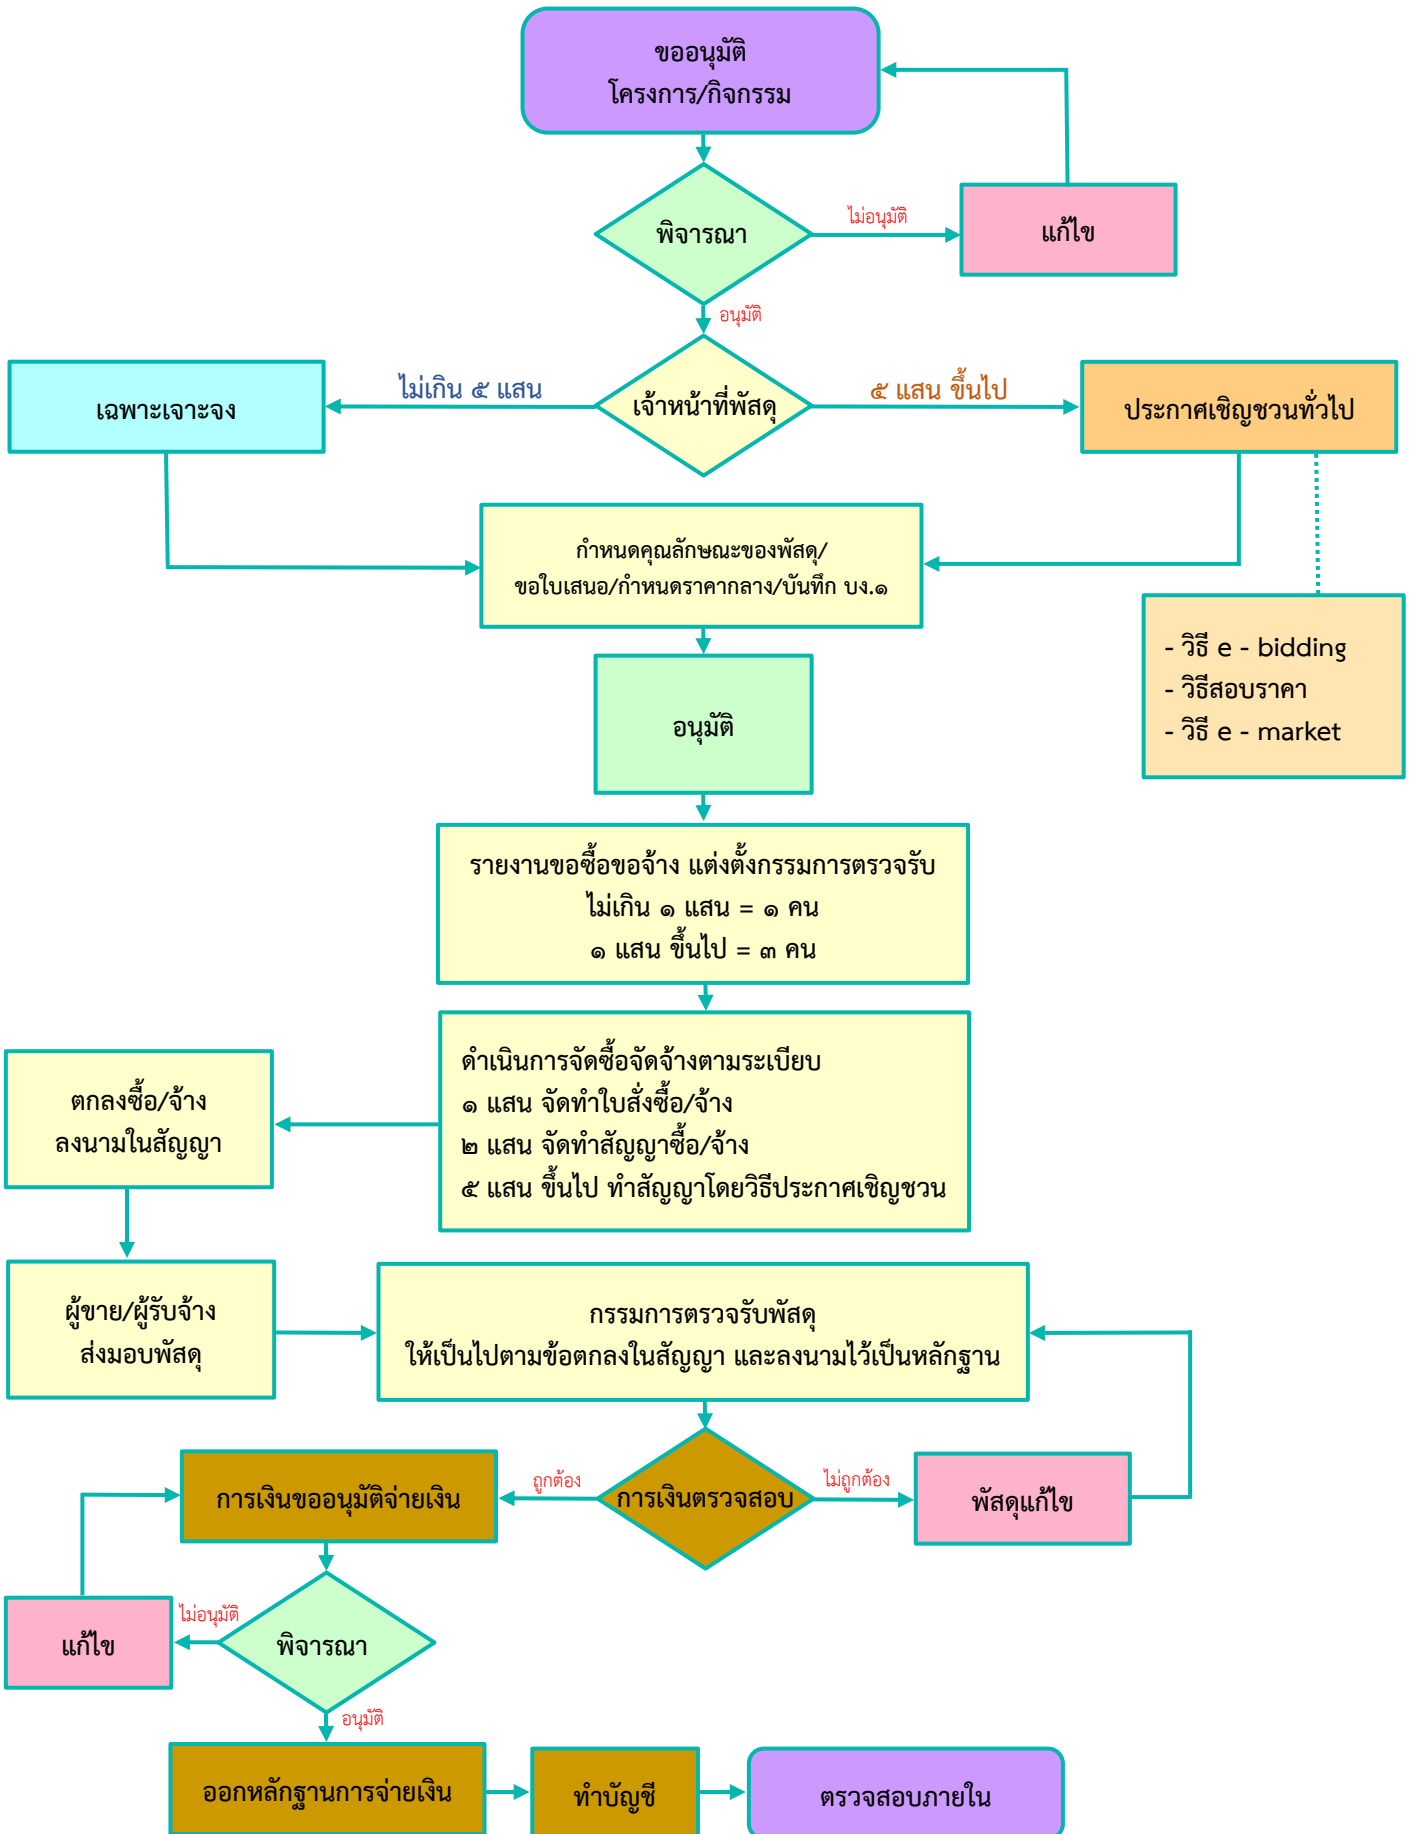 ขออนุมัติ
โครงการ/กิจกรรม
พิจารณา
ไม่อนุมัติ
แก้ไข
อนุมัติ
เฉพาะเจาะจง
ไม่เกิน ๕ แสน
เจ้าหน้าที่พัสดุ
๕ แสน ขึ้นไป
ประกาศเชิญชวนทั่วไป
กำหนดคุณลักษณะของพัสดุ/
ขอใบเสนอ/กำหนดราคากลาง/บันทึก บง.๑
- วิธี e - bidding
- วิธีสอบราคา
- วิธี e - market
อนุมัติ
รายงานขอซื้อขอจ้าง แต่งตั้งกรรมการตรวจรับ
ไม่เกิน ๑ แสน = ๑ คน
๑ แสน ขึ้นไป = ๓ คน
ดำเนินการจัดซื้อจัดจ้างตามระเบียบ
๑ แสน จัดทำใบสั่งซื้อ/จ้าง
๒ แสน จัดทำสัญญาซื้อ/จ้าง
๕ แสน ขึ้นไป ทำสัญญาโดยวิธีประกาศเชิญชวน
ตกลงซื้อ/จ้าง
ลงนามในสัญญา
ผู้ขาย/ผู้รับจ้าง
ส่งมอบพัสดุ
กรรมการตรวจรับพัสดุ
ให้เป็นไปตามข้อตกลงในสัญญา และลงนามไว้เป็นหลักฐาน
การเงินขออนุมัติจ่ายเงิน
ถูกต้อง
การเงินตรวจสอบ
ไม่ถูกต้อง
พัสดุแก้ไข
แก้ไข
ไม่อนุมัติ
พิจารณา
อนุมัติ
ออกหลักฐานการจ่ายเงิน
ทำบัญชี
ตรวจสอบภายใน